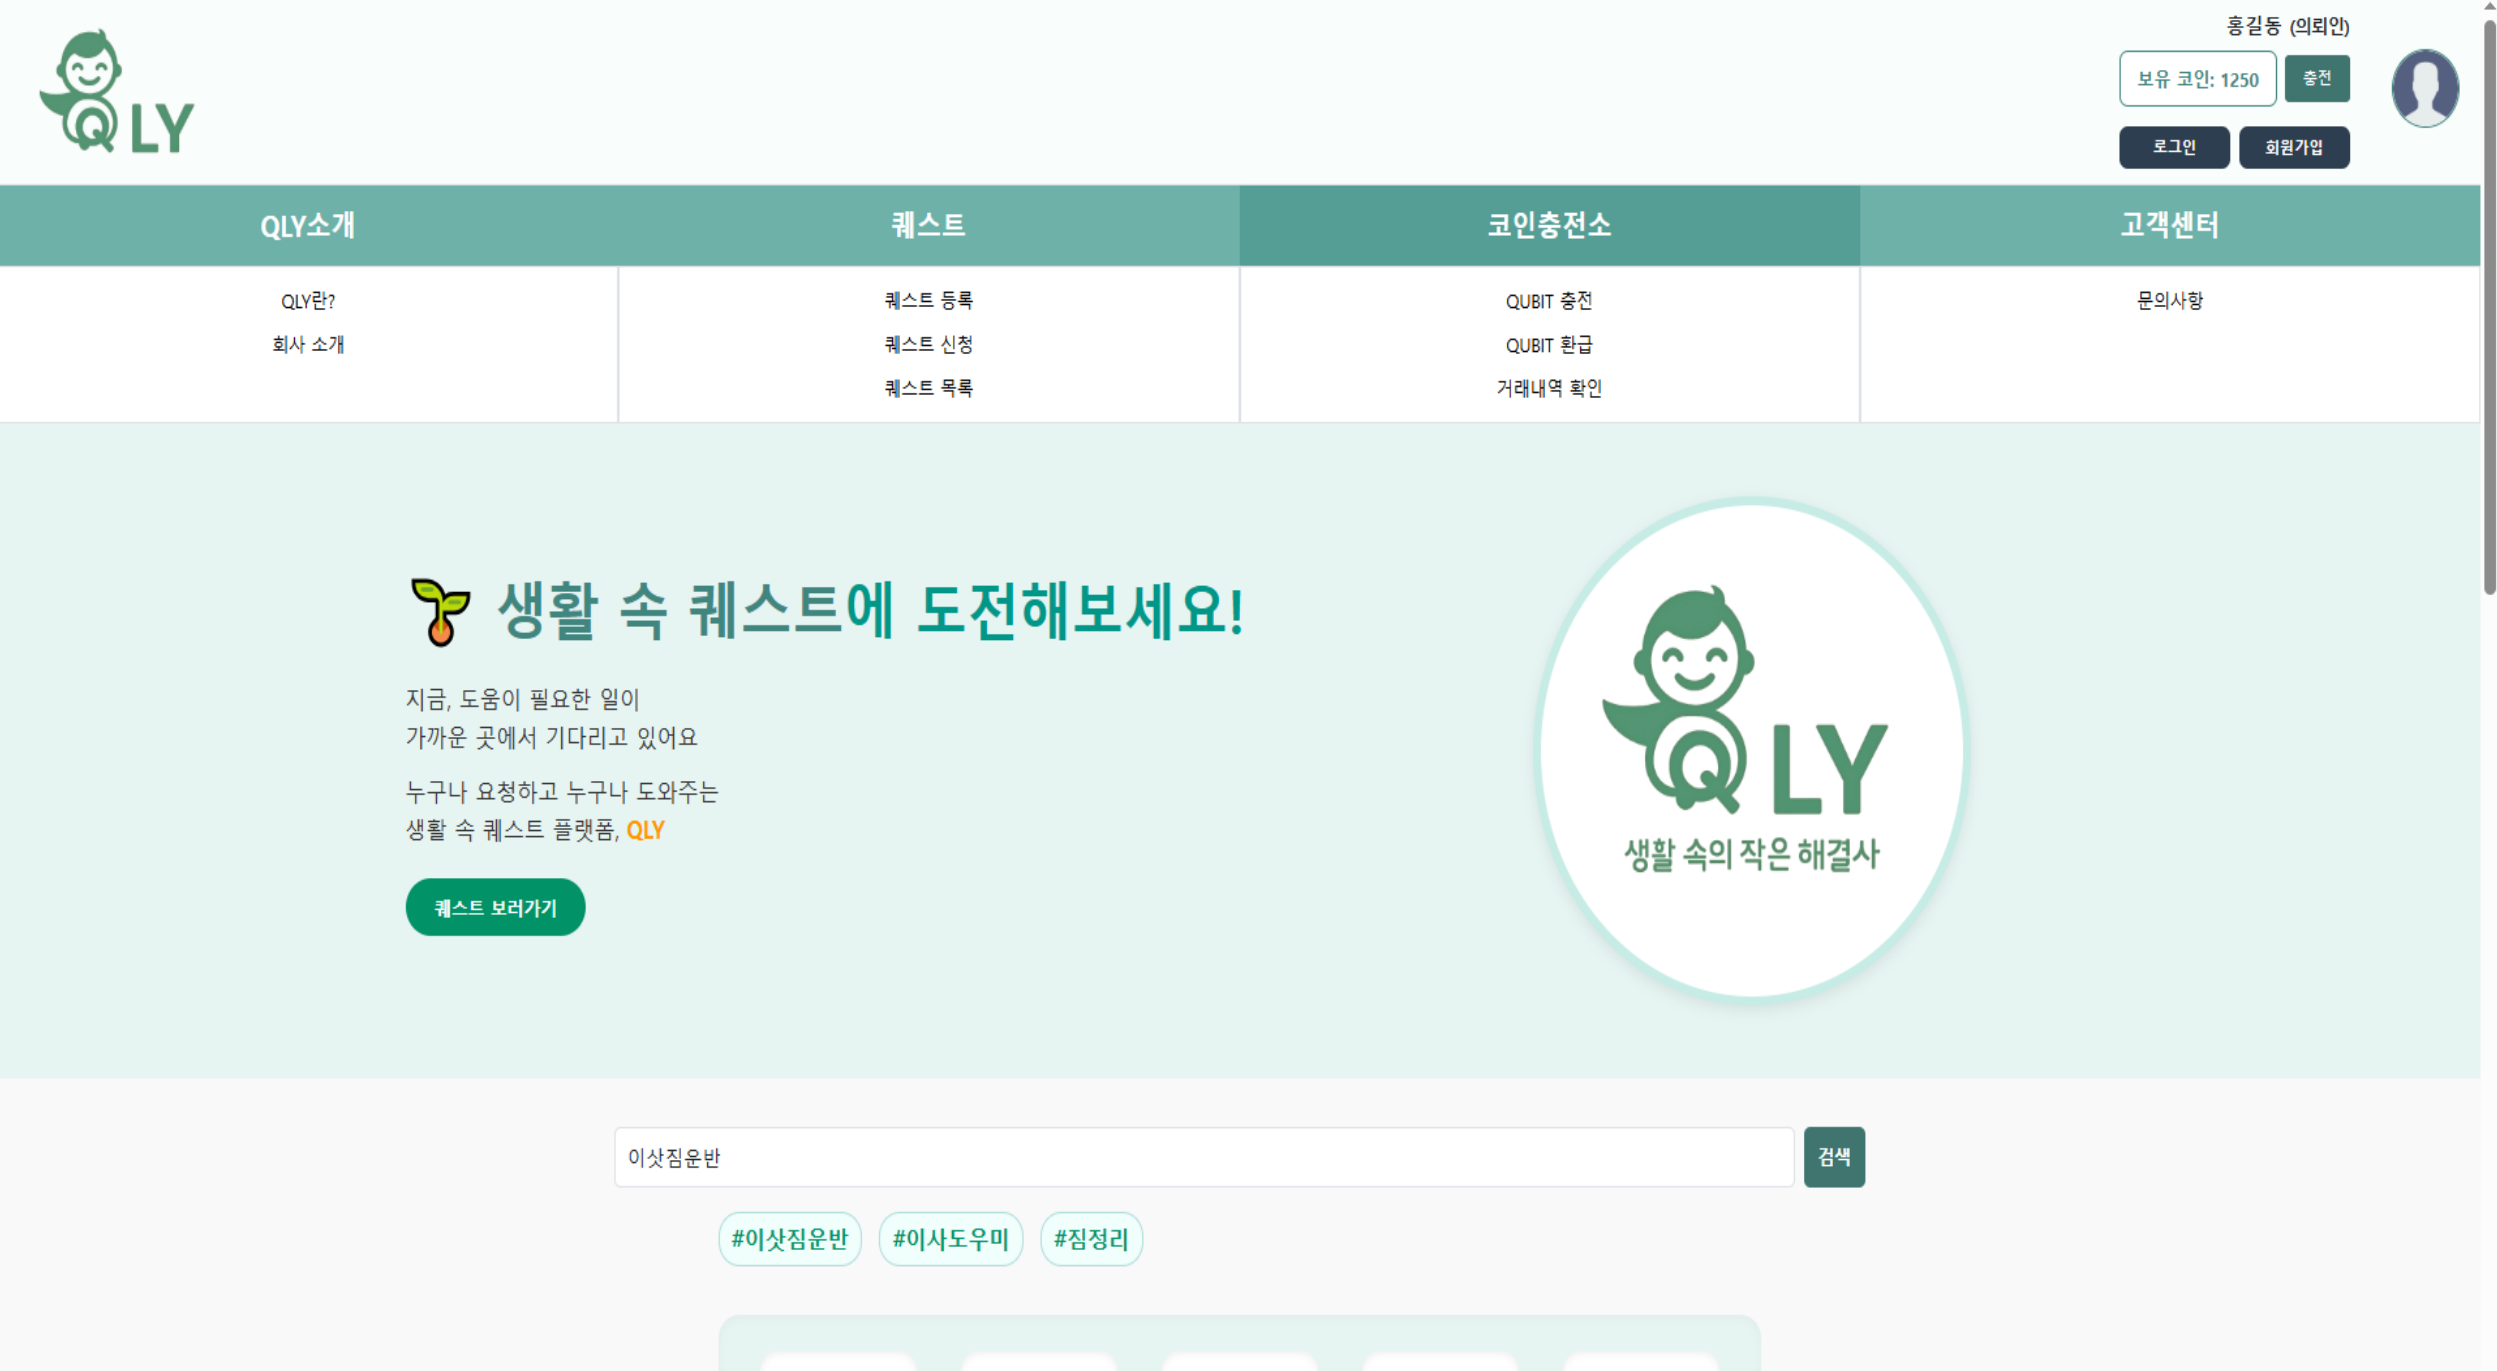 QLY
홍길동 (의뢰인)
보유 코인: 1250
충전
로그인
회원가입
QLY소개
퀘스트
코인충전소
고객센터
QLY란?
회사 소개
퀘스트 등록
퀘스트 신청
퀘스트 목록
QUBIT 충전
QUBIT 환급
거래내역 확인
문의사항
생활 속 퀘스트에 도전해보세요!
지금, 도움이 필요한 일이
가까운 곳에서 기다리고 있어요
누구나 요청하고 누구나 도와주는
생활 속 퀘스트 플랫폼, QLY
퀘스트 보러가기
QLY
생활 속의 작은 해결사
이삿짐운반
검색
#이삿짐운반
#이사도우미
#짐정리